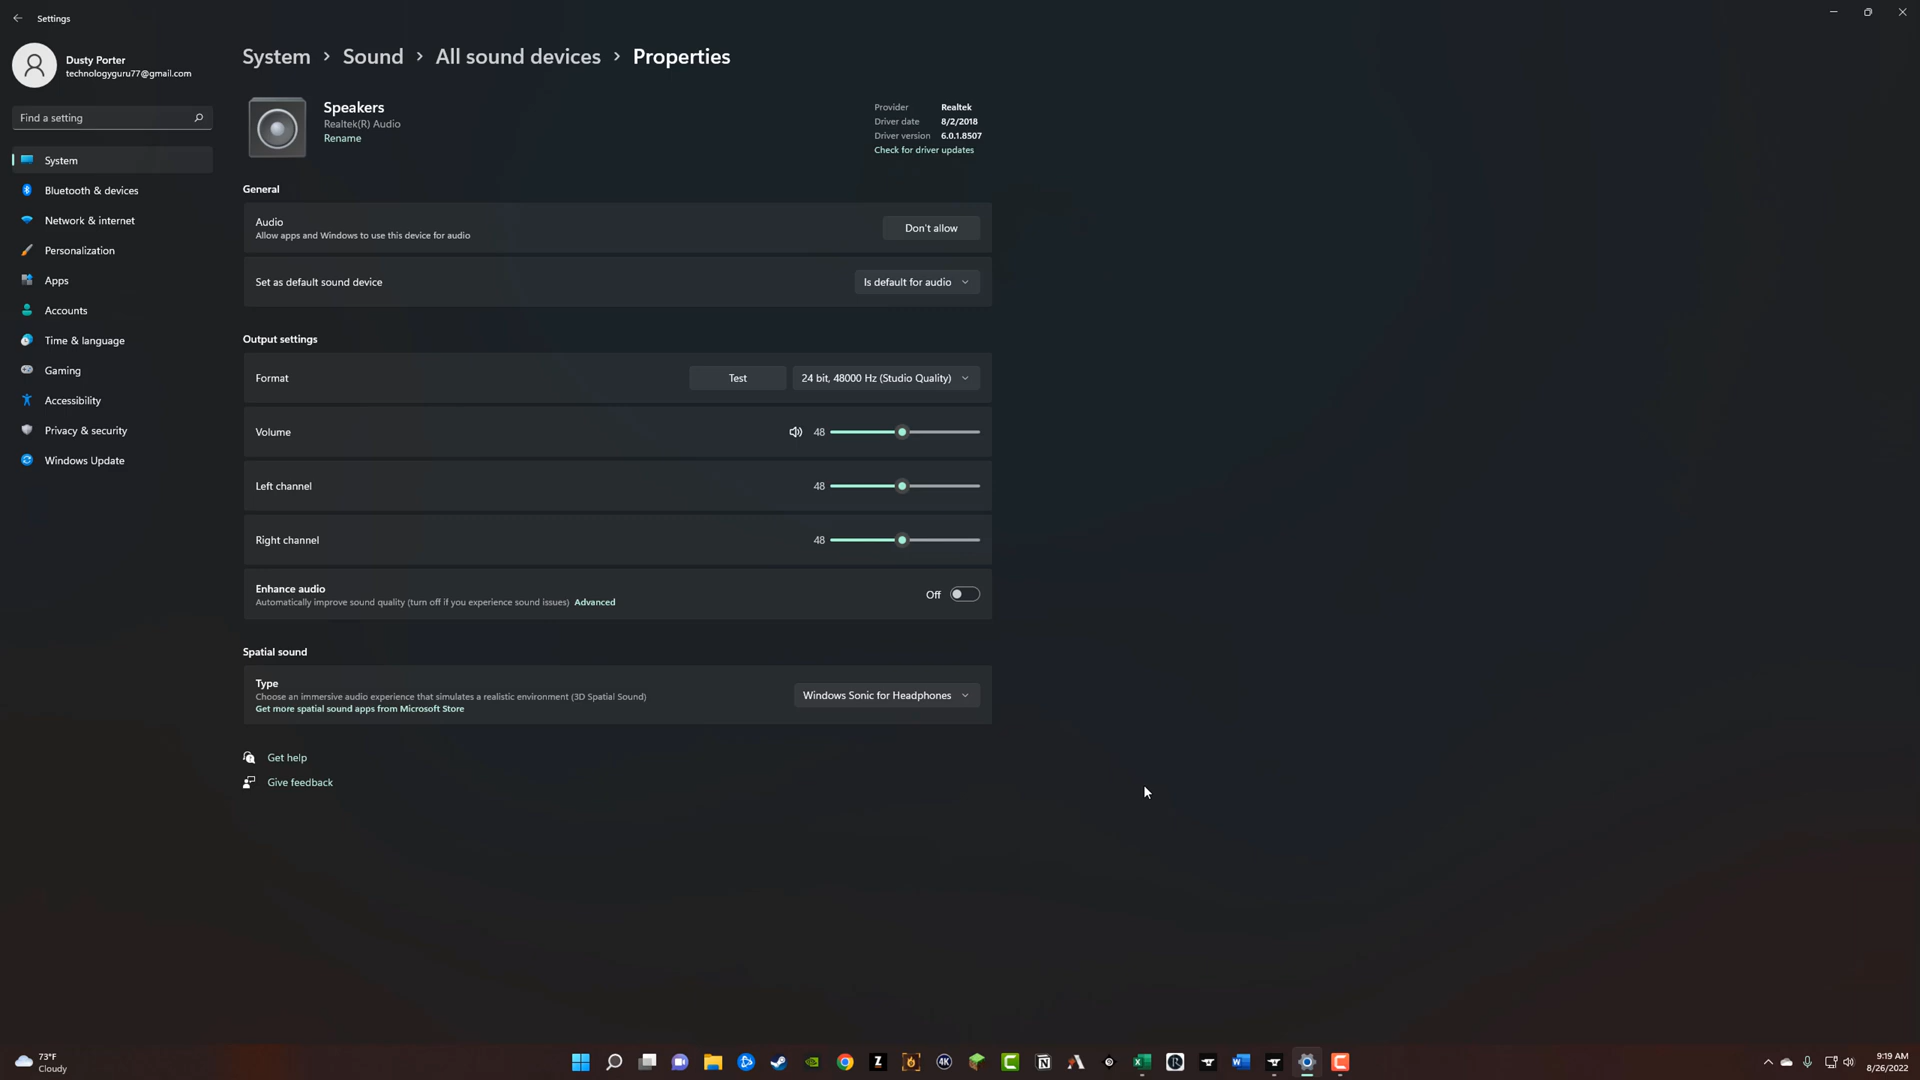 Settings
Dusty Porter
technologyguru77@gmail.com
Find a setting
System
Bluetooth & devices
Network & internet
Personalization
Apps
Accounts
Time & language
Gaming
Accessibility
Privacy & security
Windows Update
System > Sound > All sound devices > Properties
Speakers
Realtek(R) Audio
Rename
Provider Realtek
Driver date 8/2/2018
Driver version 6.0.1.8507
Check for driver updates
General
Audio
Allow apps and Windows to use this device for audio
Don't allow
Set as default sound device
Is default for audio
Output settings
Format
Test
24 bit, 48000 Hz (Studio Quality)
Volume
48
Left channel
48
Right channel
48
Enhance audio
Automatically improve sound quality (turn off if you experience sound issues) Advanced
Off
Spatial sound
Type
Choose an immersive audio experience that simulates a realistic environment (3D Spatial Sound)
Get more spatial sound apps from Microsoft Store
Windows Sonic for Headphones
Get help
Give feedback
73°F
Cloudy
Z
4K
9:19 AM
8/26/2022